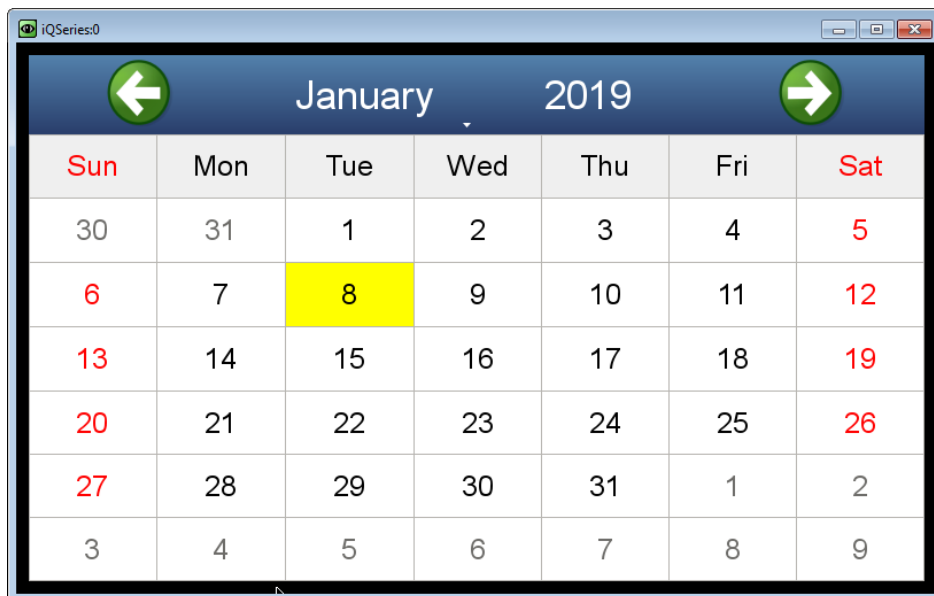 iQSeries:0
January 2019
Sun Mon Tue Wed Thu Fri Sat
30 31 1 2 3 4 5
6 7 8 9 10 11 12
13 14 15 16 17 18 19
20 21 22 23 24 25 26
27 28 29 30 31 1 2
3 4 5 6 7 8 9